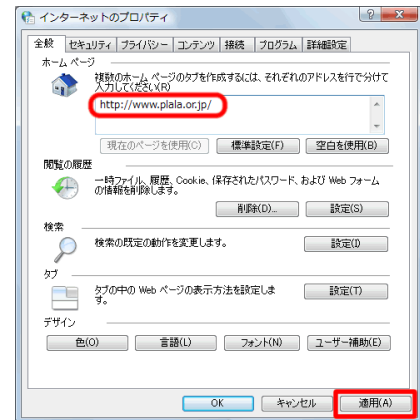 インターネットのプロパティ
全般 セキュリティ プライバシー コンテンツ 接続 プログラム 詳細設定
ホーム ページ
複数のホーム ページのタブを作成するには、それぞれのアドレスを行で分けて
入力してください(R)
http://www.plala.or.jp/
現在のページを使用(C) 標準設定(F) 空白を使用(B)
閲覧の履歴
一時ファイル、履歴、Cookie、保存されたパスワード、および Web フォーム
の情報を削除します。
削除(D)... 設定(S)
検索
検索の既定の動作を変更します。
設定(I)
タブ
タブの中の Web ページの表示方法を設定しま
す。
設定(T)
デザイン
色(O) 言語(L) フォント(N) ユーザー補助(E)
OK キャンセル 適用(A)